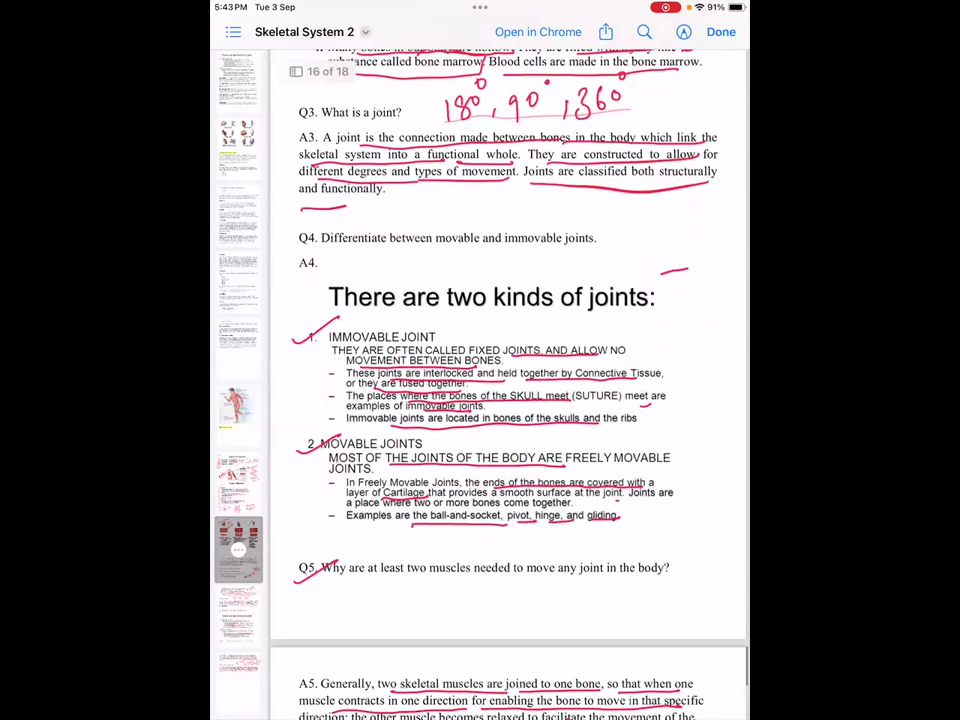 5:43 PM Tue 3 Sep
91%
Skeletal System 2
Open in Chrome
Done
16 of 18
substance called bone marrow. Blood cells are made in the bone marrow.
180°, 90°, 360°
Q3. What is a joint?
A3. A joint is the connection made between bones in the body which link the
skeletal system into a functional whole. They are constructed to allow for
different degrees and types of movement. Joints are classified both structurally
and functionally.
Q4. Differentiate between movable and immovable joints.
A4.
There are two kinds of joints:
1. IMMOVABLE JOINT
THEY ARE OFTEN CALLED FIXED JOINTS, AND ALLOW NO
MOVEMENT BETWEEN BONES.
– These joints are interlocked and held together by Connective Tissue,
or they are fused together.
– The places where the bones of the SKULL meet (SUTURE) meet are
examples of immovable joints.
– Immovable joints are located in bones of the skulls and the ribs
2. MOVABLE JOINTS
MOST OF THE JOINTS OF THE BODY ARE FREELY MOVABLE
JOINTS.
– In Freely Movable Joints, the ends of the bones are covered with a
layer of Cartilage that provides a smooth surface at the joint. Joints are
a place where two or more bones come together.
– Examples are the ball-and-socket, pivot, hinge, and gliding.
Q5. Why are at least two muscles needed to move any joint in the body?
A5. Generally, two skeletal muscles are joined to one bone, so that when one
muscle contracts in one direction for enabling the bone to move in that specific
direction; the other muscle becomes relaxed to facilitate the movement of the